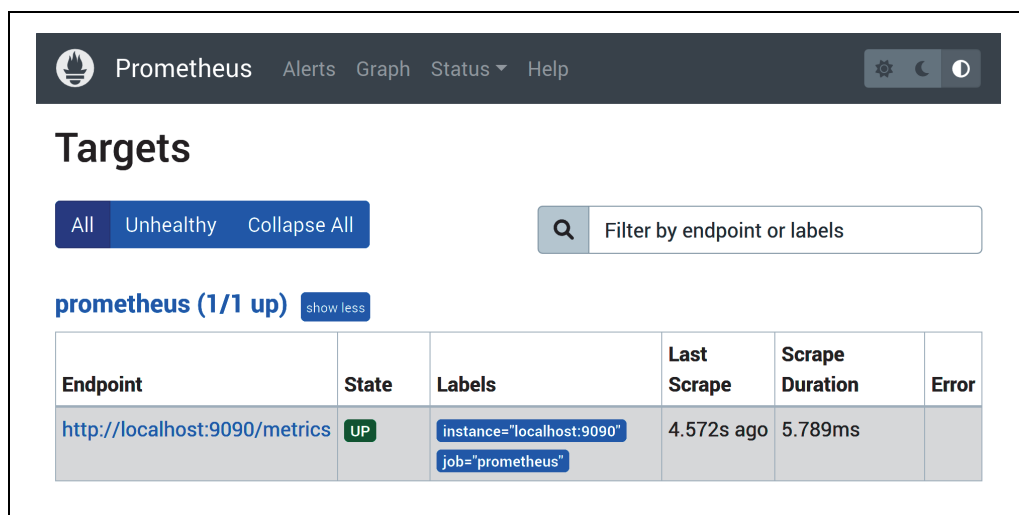 Prometheus Alerts Graph Status Help
Targets
All Unhealthy Collapse All
Filter by endpoint or labels
prometheus (1/1 up) show less
Endpoint State Labels Last Scrape Scrape Duration Error
http://localhost:9090/metrics UP instance="localhost:9090" 4.572s ago 5.789ms
job="prometheus"